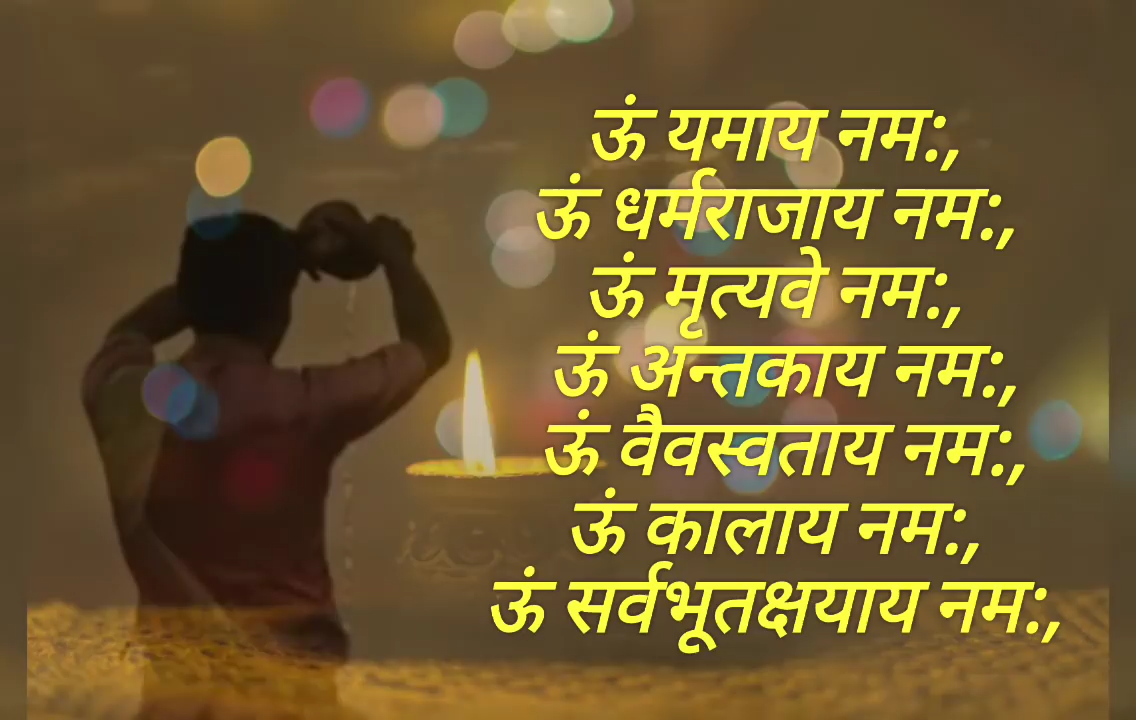 ऊं यमाय नम:,
ऊं धर्मराजाय नम:,
ऊं मृत्यवे नम:,
ऊं अन्तकाय नम:,
ऊं वैवस्वताय नम:,
ऊं कालाय नम:,
ऊं सर्वभूतक्षयाय नम:,